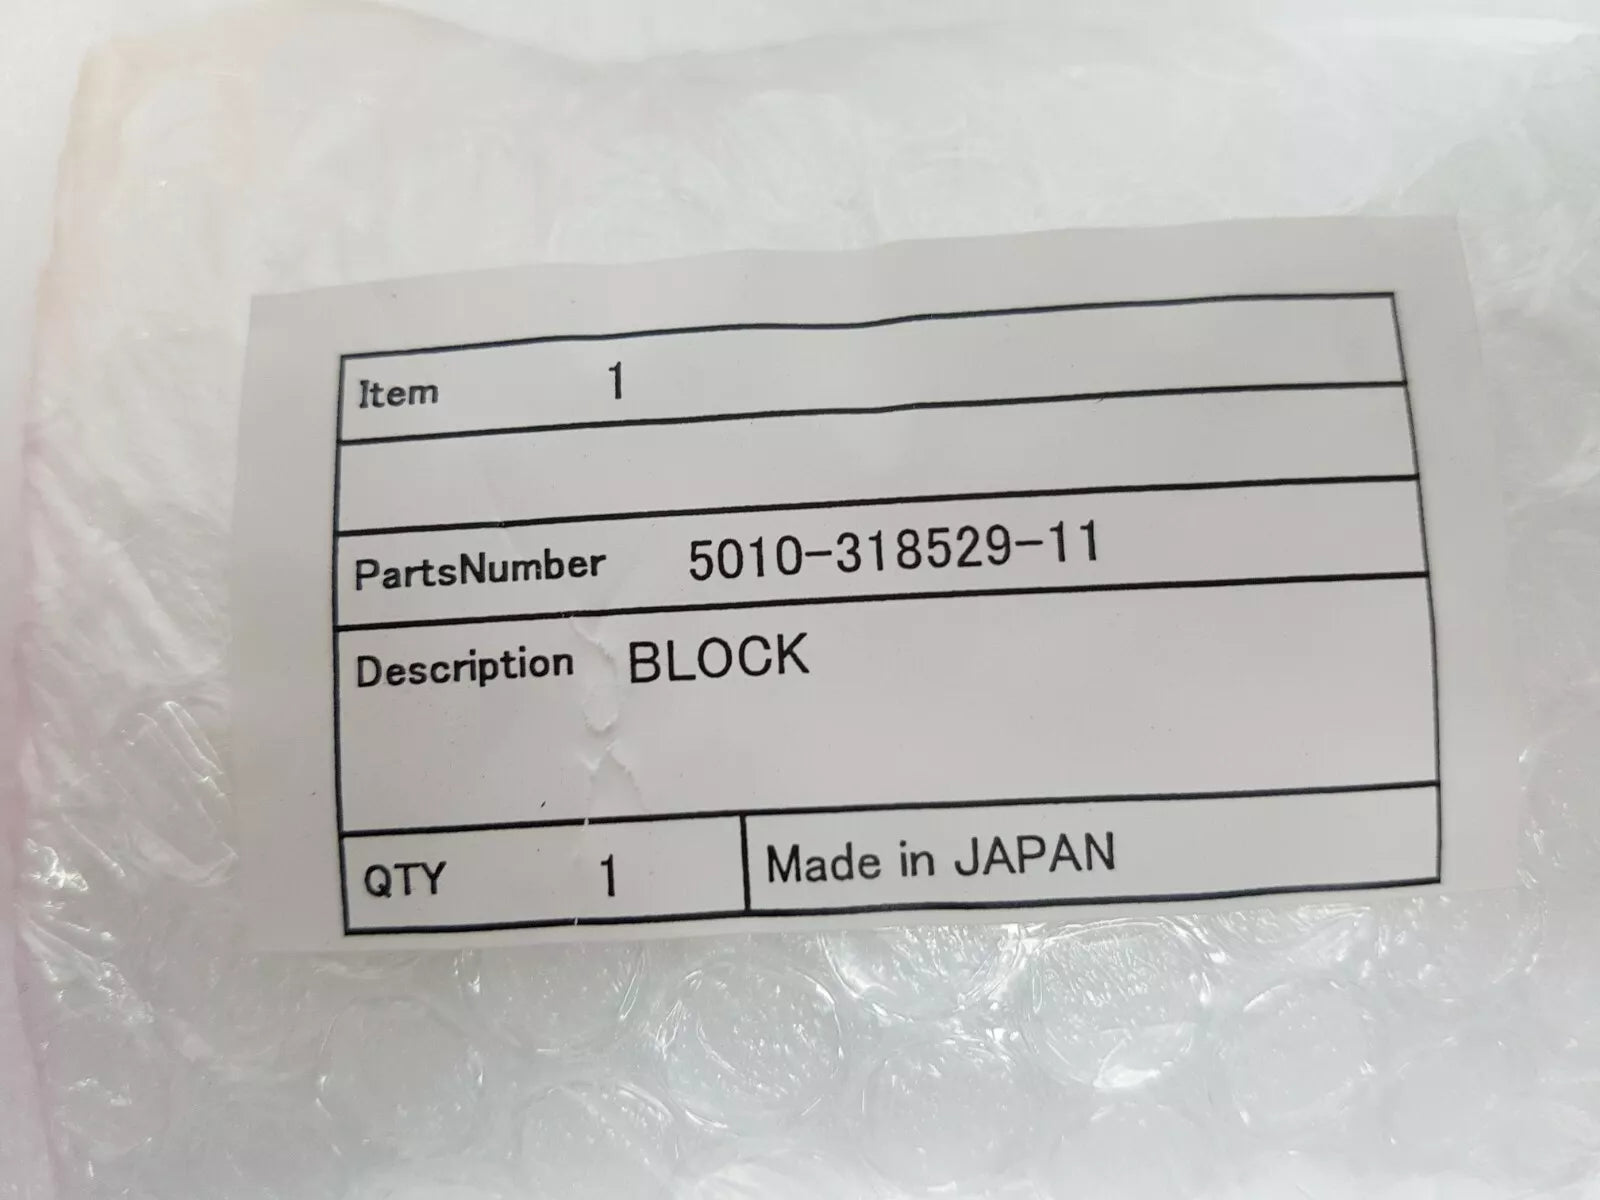 Item 1
PartsNumber 5010-318529-11
Description BLOCK
QTY 1 Made in JAPAN